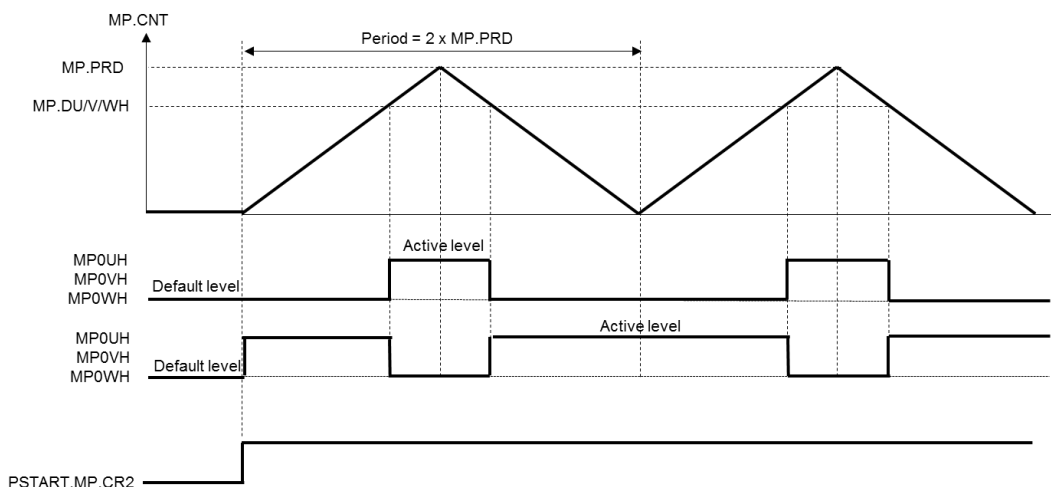 MP.CNT
Period = 2 x MP.PRD
MP.PRD
MP.DU/V/WH
Active level
MP0UH
MP0VH
Default level
MP0WH
MP0UH
Active level
MP0VH
Default level
MP0WH
PSTART.MP.CR2